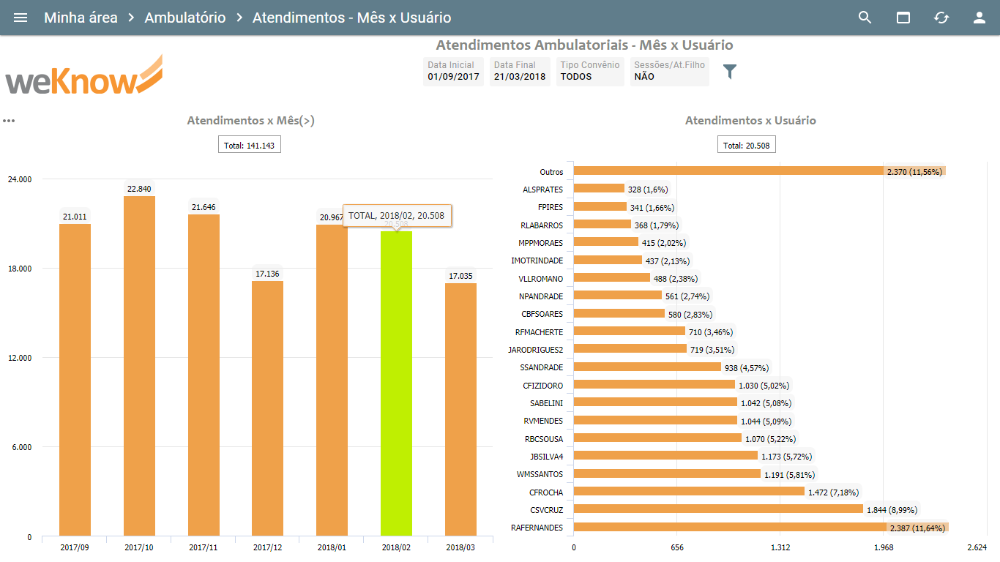 Minha área > Ambulatório > Atendimentos - Mês x Usuário
weKnow
Atendimentos Ambulatoriais - Mês x Usuário
Data Inicial
01/09/2017
Data Final
21/03/2018
Tipo Convênio
TODOS
Sessões/At.Filho
NÃO
Atendimentos x Mês(>)
Total: 141.143
24.000
18.000
12.000
6.000
0
21.011
22.840
21.646
17.136
20.967
TOTAL, 2018/02, 20.508
20.508
17.035
2017/09
2017/10
2017/11
2017/12
2018/01
2018/02
2018/03
Atendimentos x Usuário
Total: 20.508
Outros 2.370 (11,56%)
ALSPRATES 328 (1,6%)
FPIRES 341 (1,66%)
RLABARROS 368 (1,79%)
MPPMORAES 415 (2,02%)
IMOTRINDADE 437 (2,13%)
VLLROMANO 488 (2,38%)
NPANDRADE 561 (2,74%)
CBFSOARES 580 (2,83%)
RFMACHERTE 710 (3,46%)
JARODRIGUES2 719 (3,51%)
SSANDRADE 938 (4,57%)
CFIZIDORO 1.030 (5,02%)
SABELINI 1.042 (5,08%)
RVMENDES 1.044 (5,09%)
RBCSOUSA 1.070 (5,22%)
JBSILVA4 1.173 (5,72%)
WMSSANTOS 1.191 (5,81%)
CFROCHA 1.472 (7,18%)
CSVCRUZ 1.844 (8,99%)
RAFERNANDES 2.387 (11,64%)
0 656 1.312 1.968 2.624